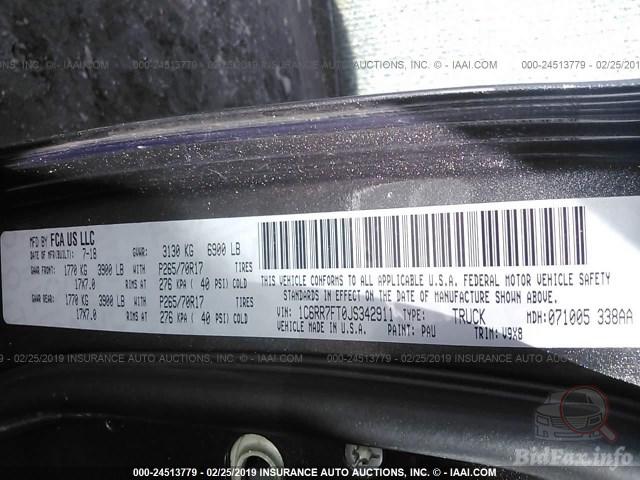 000-24513779 - 02/25/2019 INSURANCE AUTO AUCTIONS, INC. - © - IAAI.COM
MFD BY FCA US LLC
DATE OF MFR(BUILT): 7-18 GVWR: 3130 KG 6900 LB
GAWR FRONT: 1770 KG 3900 LB WITH P265/70R17 TIRES
17X7.0 RIMS AT 276 KPA ( 40 PSI) COLD
GAWR REAR: 1770 KG 3900 LB WITH P265/70R17 TIRES
17X7.0 RIMS AT 276 KPA ( 40 PSI) COLD
THIS VEHICLE CONFORMS TO ALL APPLICABLE U.S.A. FEDERAL MOTOR VEHICLE SAFETY
STANDARDS IN EFFECT ON THE DATE OF MANUFACTURE SHOWN ABOVE.
VIN: 1C6RR7FT0JS342911 TYPE: TRUCK MDH: 071005 338AA
VEHICLE MADE IN U.S.A. PAINT: PAU TRIM: V9X8
000-24513779 - 02/25/2019 INSURANCE AUTO AUCTIONS, INC. - © - IAAI.COM
BidFax.info
000-24513779 - 02/25/2019 INSURANCE AUTO AUCTIONS, INC. - © - IAAI.COM